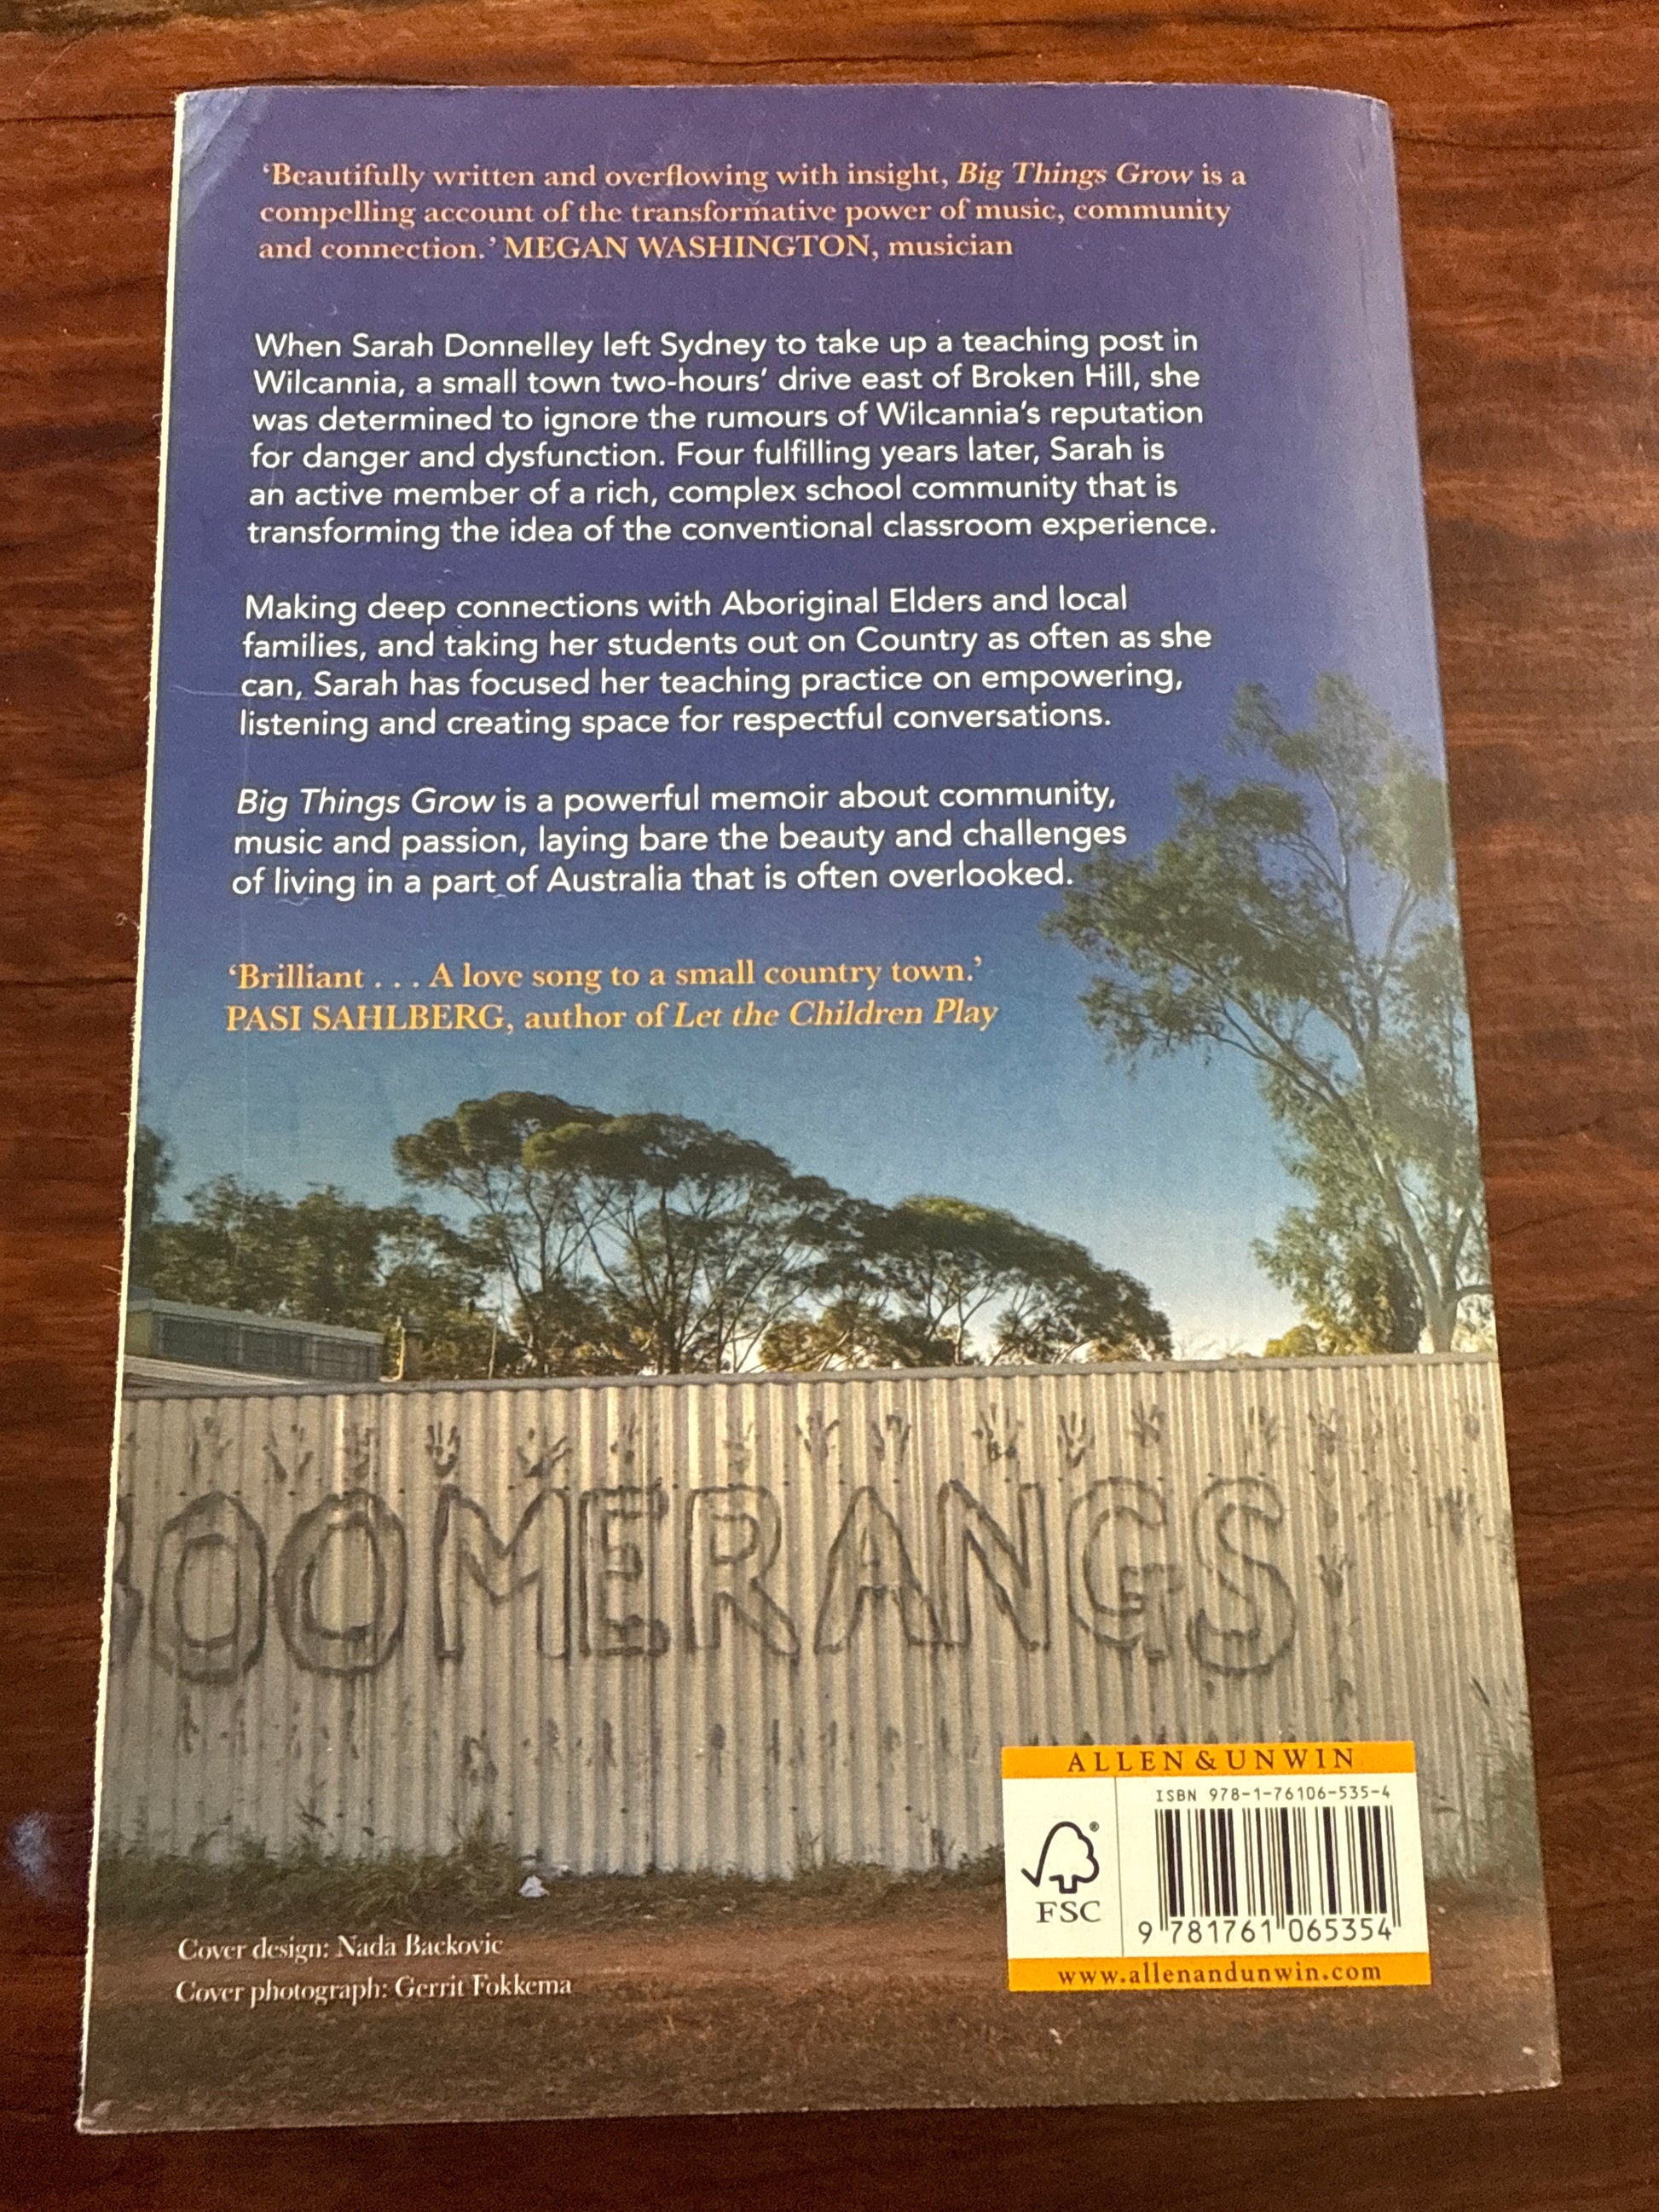 ‘Beautifully written and overflowing with insight, Big Things Grow is a
compelling account of the transformative power of music, community
and connection.’ MEGAN WASHINGTON, musician
When Sarah Donnelley left Sydney to take up a teaching post in
Wilcannia, a small town two-hours’ drive east of Broken Hill, she
was determined to ignore the rumours of Wilcannia’s reputation
for danger and dysfunction. Four fulfilling years later, Sarah is
an active member of a rich, complex school community that is
transforming the idea of the conventional classroom experience.
Making deep connections with Aboriginal Elders and local
families, and taking her students out on Country as often as she
can, Sarah has focused her teaching practice on empowering,
listening and creating space for respectful conversations.
Big Things Grow is a powerful memoir about community,
music and passion, laying bare the beauty and challenges
of living in a part of Australia that is often overlooked.
‘Brilliant . . . A love song to a small country town.’
PASI SAHLBERG, author of Let the Children Play
BOOMERANGS
ALLEN & UNWIN
ISBN 978-1-76106-535-4
FSC
®
9 781761 065354
www.allenandunwin.com
Cover design: Nada Backovic
Cover photograph: Gerrit Fokkema